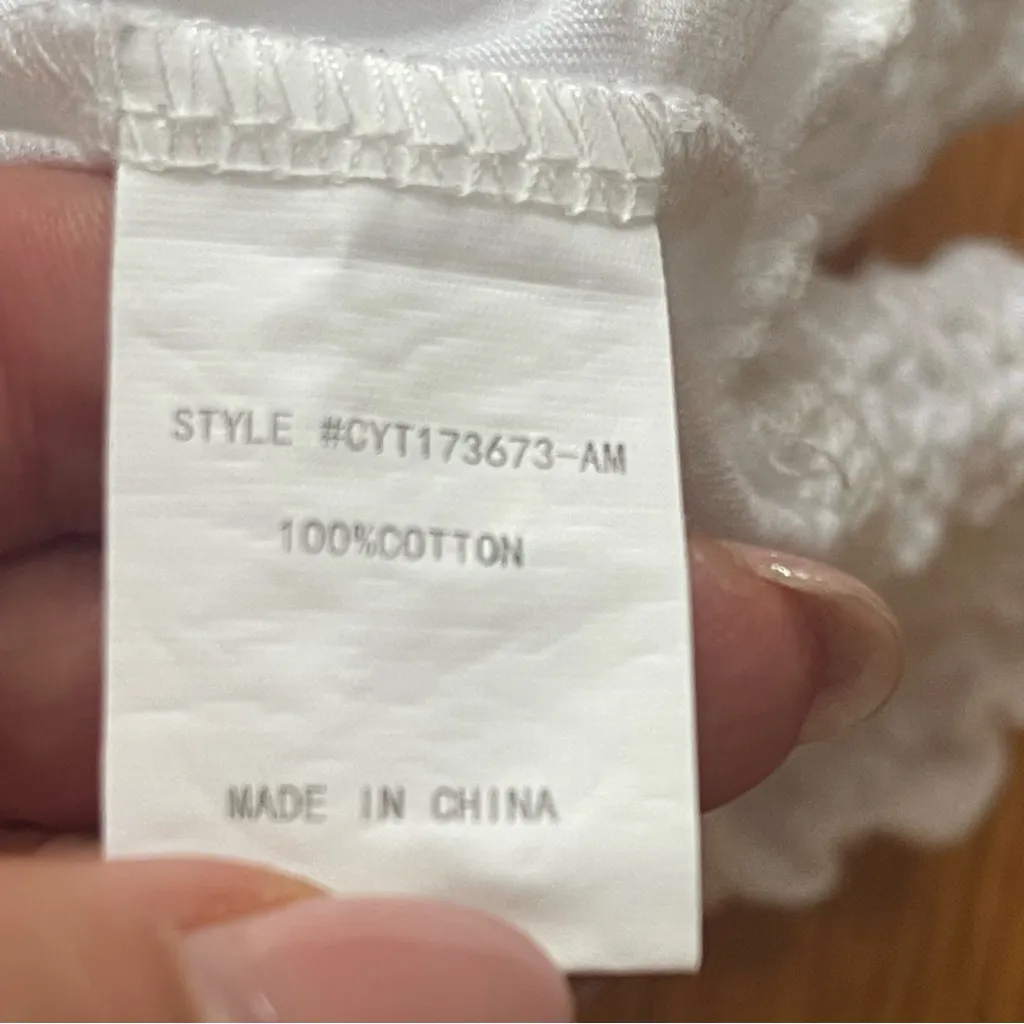 STYLE #CYT173673-AM
100%COTTON
MADE IN CHINA